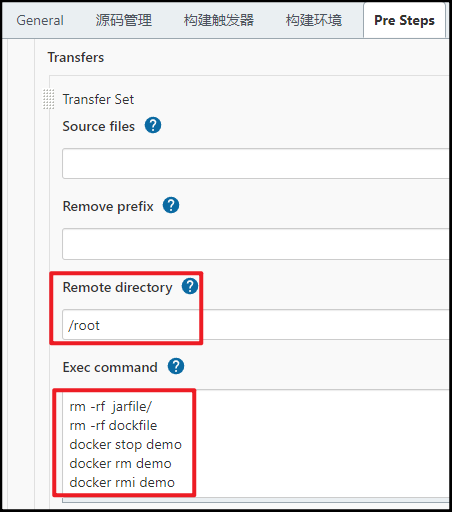 General 源码管理 构建触发器 构建环境 Pre Steps
Transfers
Transfer Set
Source files ?
Remove prefix ?
Remote directory ?
/root
Exec command ?
rm -rf  jarfile/
rm -rf dockfile
docker stop demo
docker rm demo
docker rmi demo